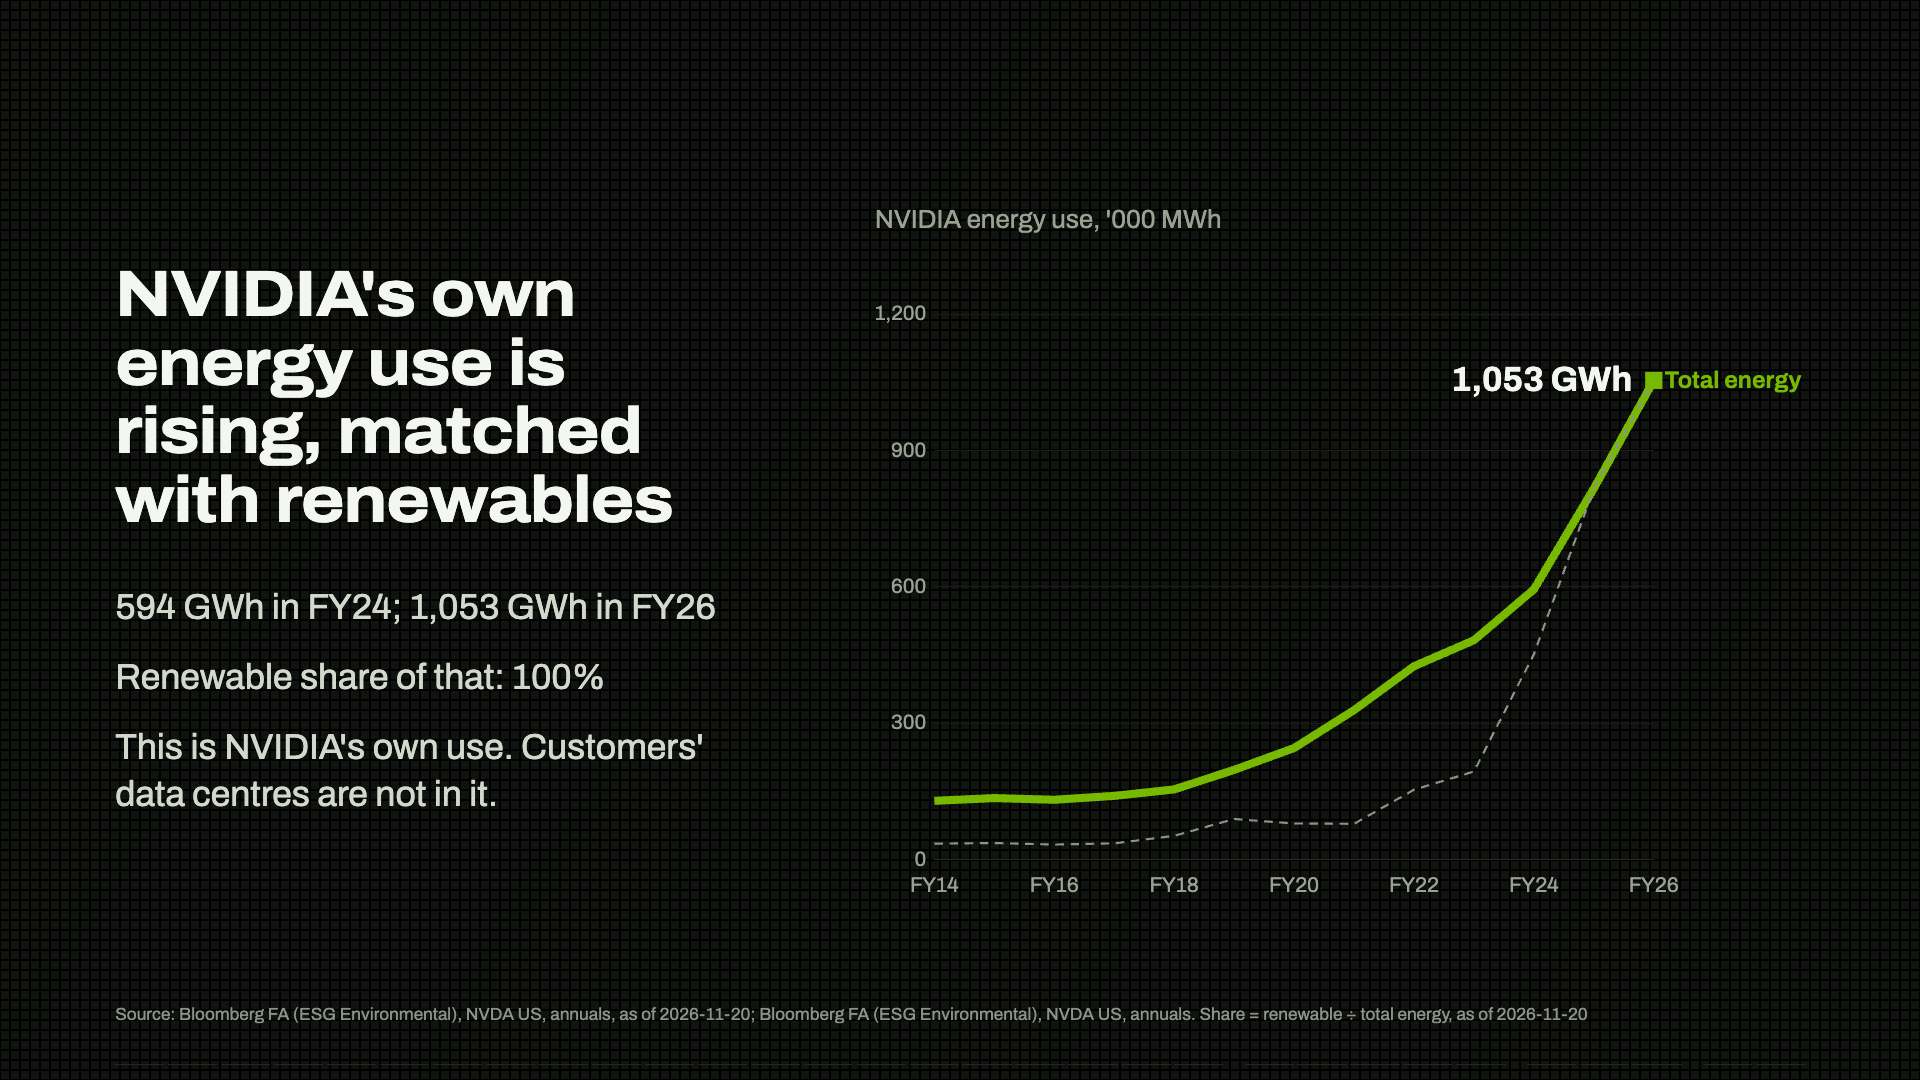 NVIDIA's own
energy use is
rising, matched
with renewables
594 GWh in FY24; 1,053 GWh in FY26
Renewable share of that: 100%
This is NVIDIA's own use. Customers'
data centres are not in it.
NVIDIA energy use, '000 MWh
1,200
900
600
300
0
1,053 GWh
Total energy
FY14 FY16 FY18 FY20 FY22 FY24 FY26
Source: Bloomberg FA (ESG Environmental), NVDA US, annuals, as of 2026-11-20; Bloomberg FA (ESG Environmental), NVDA US, annuals. Share = renewable ÷ total energy, as of 2026-11-20